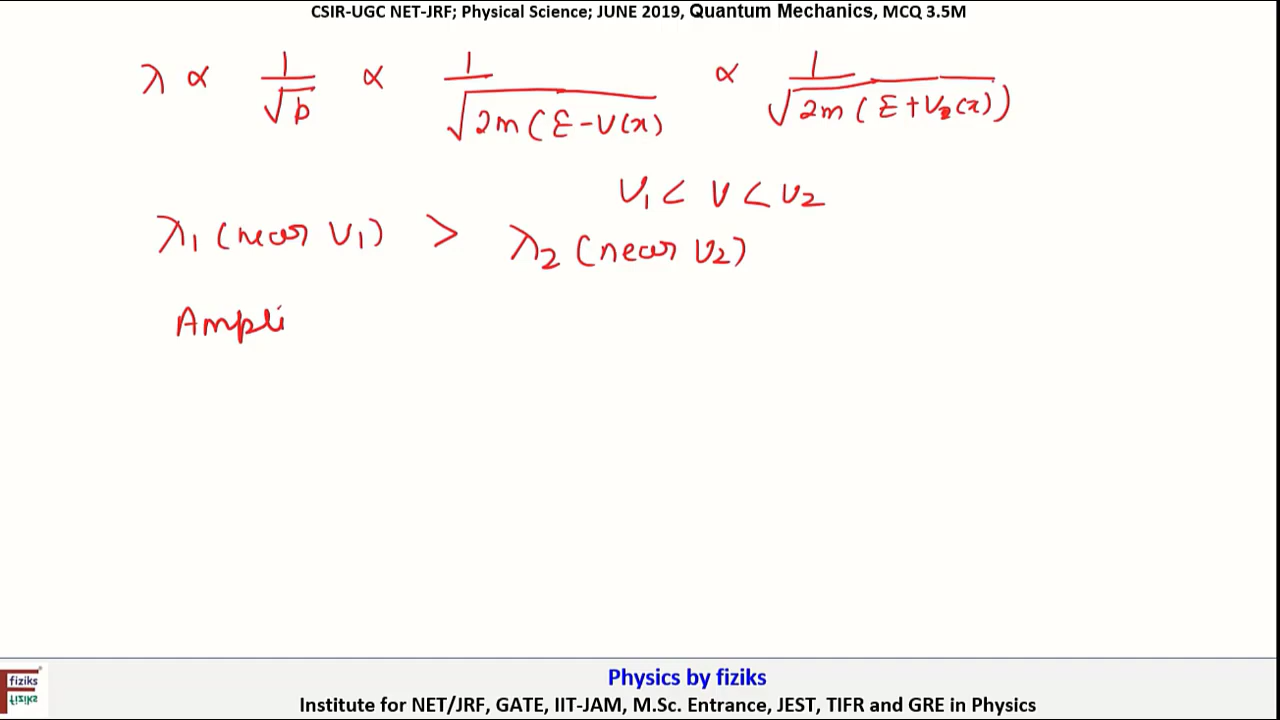 CSIR-UGC NET-JRF; Physical Science; JUNE 2019, Quantum Mechanics, MCQ 3.5M
λ ∝ 1/√p ∝ 1/√2m(E-V(x) ∝ 1/√2m(E+V₂(x))
V₁ < V < V₂
λ₁ (near V₁) > λ₂ (near V₂)
Ampli
fiziks
fiziks
Physics by fiziks
Institute for NET/JRF, GATE, IIT-JAM, M.Sc. Entrance, JEST, TIFR and GRE in Physics